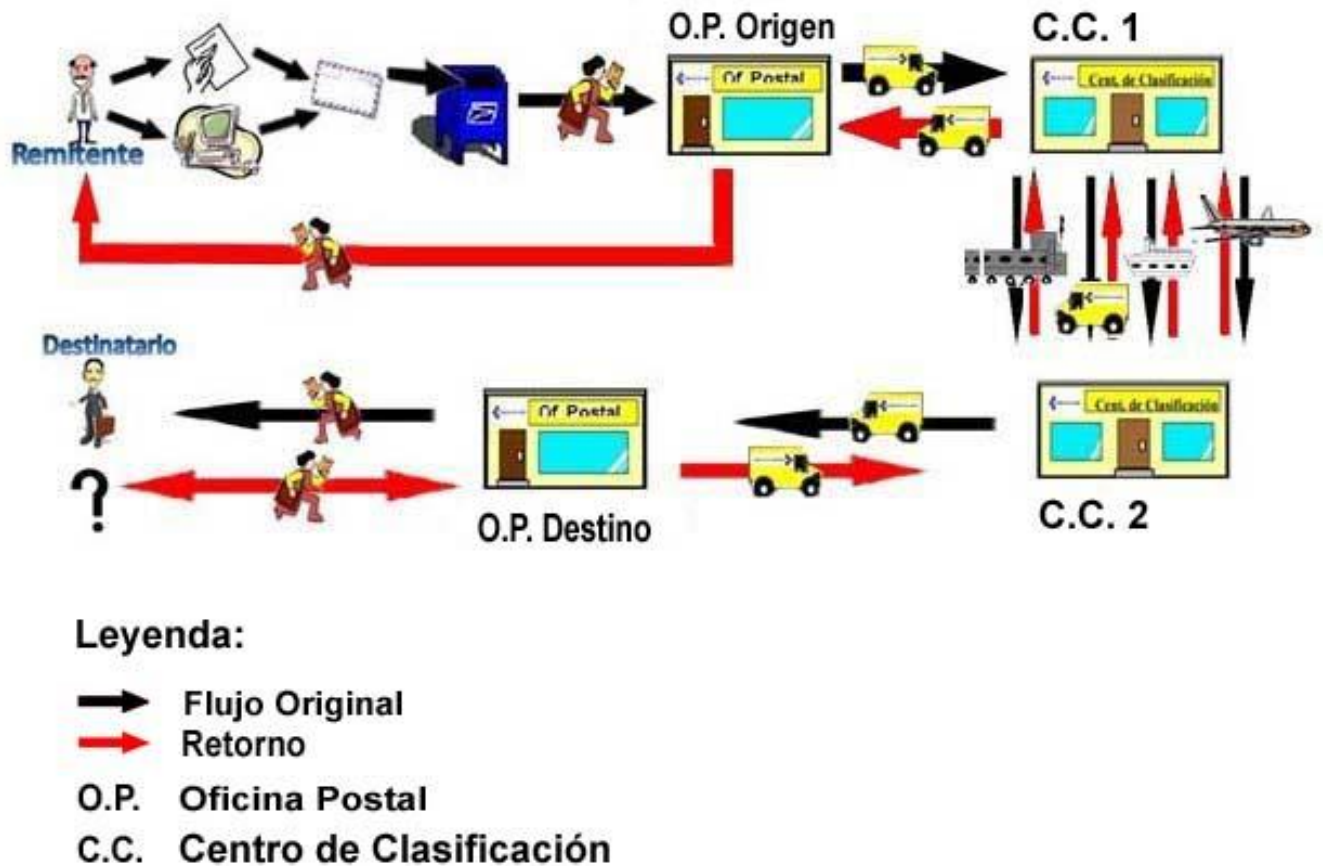 O.P. Origen
C.C. 1
Of. Postal
Cent. de Clasificación
Remitente
Destinatario
Of. Postal
Cent. de Clasificación
?
O.P. Destino
C.C. 2
Leyenda:
Flujo Original
Retorno
O.P. Oficina Postal
C.C. Centro de Clasificación